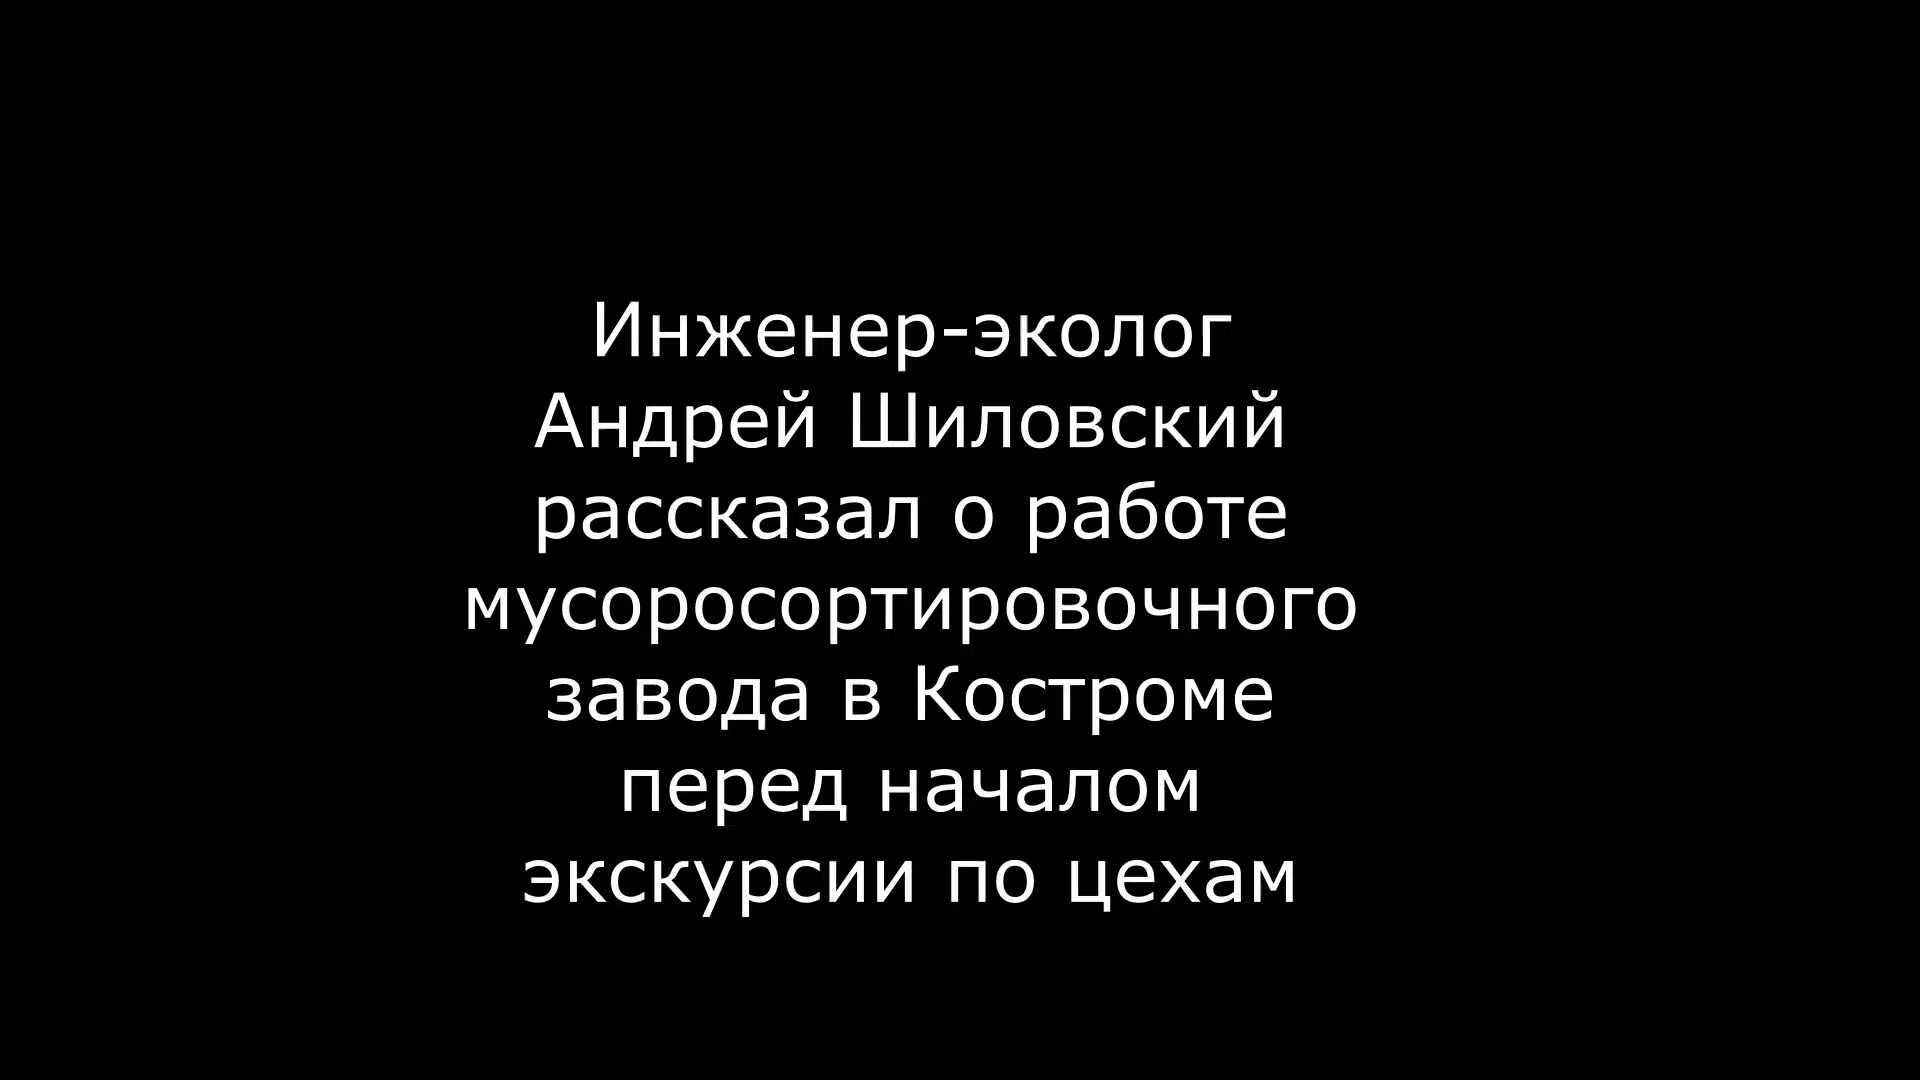 Инженер-эколог
Андрей Шиловский
рассказал о работе
мусоросортировочного
завода в Костроме
перед началом
экскурсии по цехам